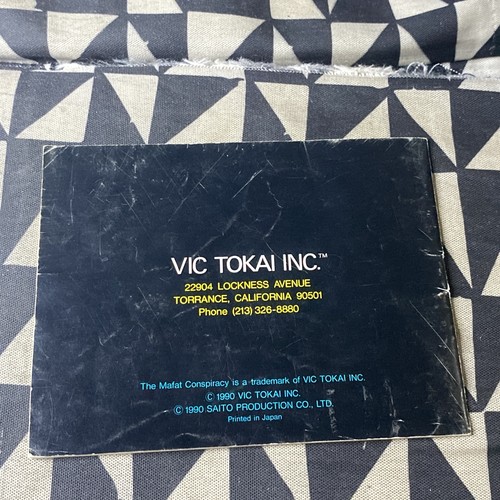 VIC TOKAI INC.™
22904 LOCKNESS AVENUE
TORRANCE, CALIFORNIA 90501
Phone (213) 326-8880
The Mafat Conspiracy is a trademark of VIC TOKAI INC.
© 1990 VIC TOKAI INC.
© 1990 SAITO PRODUCTION CO., LTD.
Printed in Japan